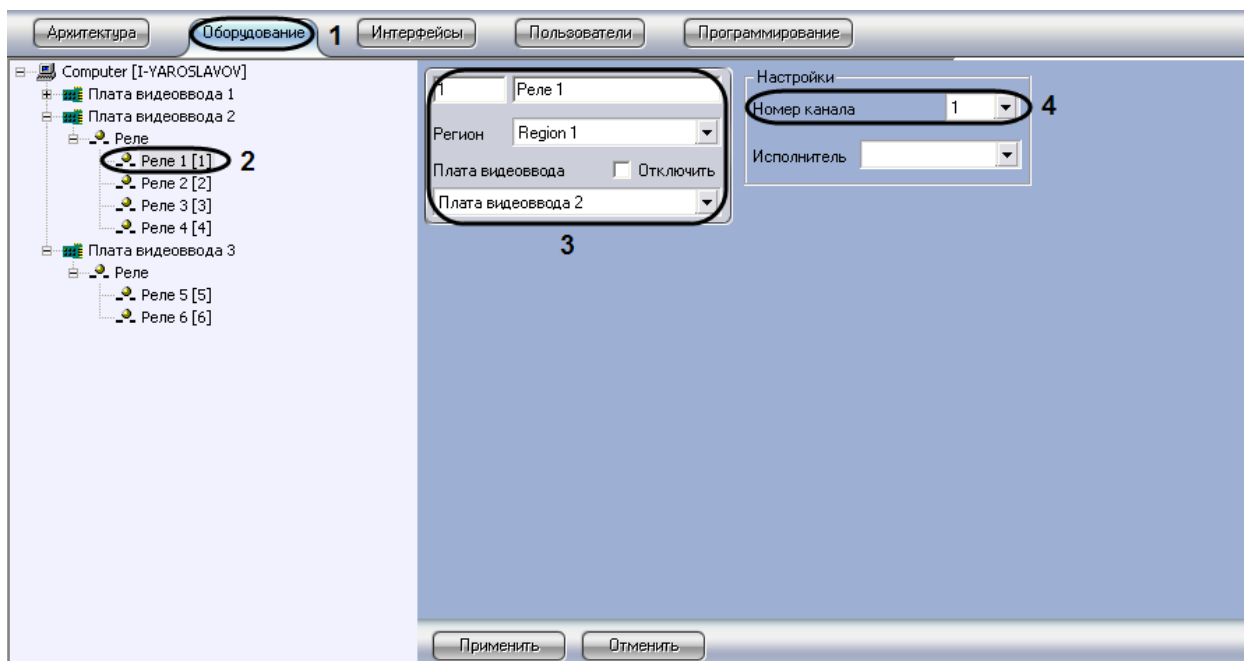 Архитектура Оборудование 1 Интерфейсы Пользователи Программирование
Computer [I-YAROSLAVOV]
Плата видеоввода 1
Плата видеоввода 2
Реле
Реле 1 [1] 2
Реле 2 [2]
Реле 3 [3]
Реле 4 [4]
Плата видеоввода 3
Реле
Реле 5 [5]
Реле 6 [6]
1 Реле 1
Регион Region 1
Плата видеоввода Отключить
Плата видеоввода 2
3
Настройки
Номер канала 1 4
Исполнитель
Применить Отменить